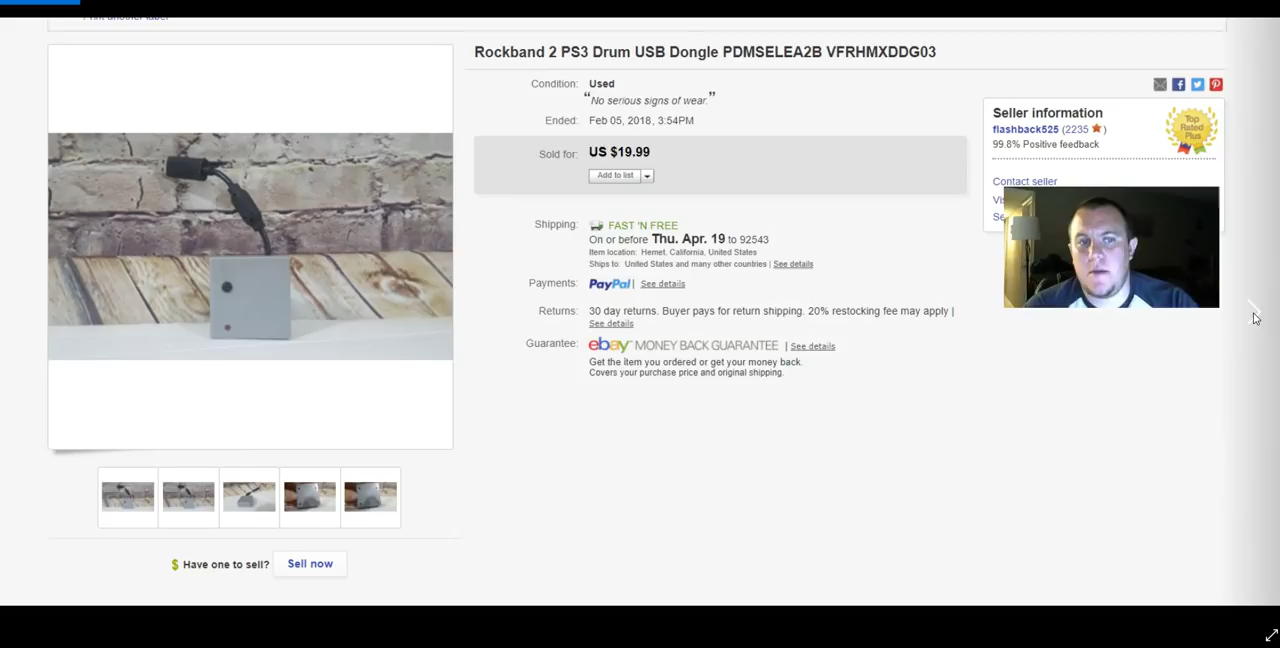 Print another label
Rockband 2 PS3 Drum USB Dongle PDMSELEA2B VFRHMXDDG03
Condition: Used
“No serious signs of wear.”
Ended: Feb 05, 2018, 3:54PM
Sold for: US $19.99
Add to list
Shipping: FAST 'N FREE
On or before Thu. Apr. 19 to 92543
Item location: Hemet, California, United States
Ships to: United States and many other countries | See details
Payments: PayPal | See details
Returns: 30 day returns. Buyer pays for return shipping. 20% restocking fee may apply |
See details
Guarantee: ebay MONEY BACK GUARANTEE | See details
Get the item you ordered or get your money back.
Covers your purchase price and original shipping.
Seller information
flashback525 (2235 )
99.8% Positive feedback
Top Rated Plus
Contact seller
$ Have one to sell? Sell now